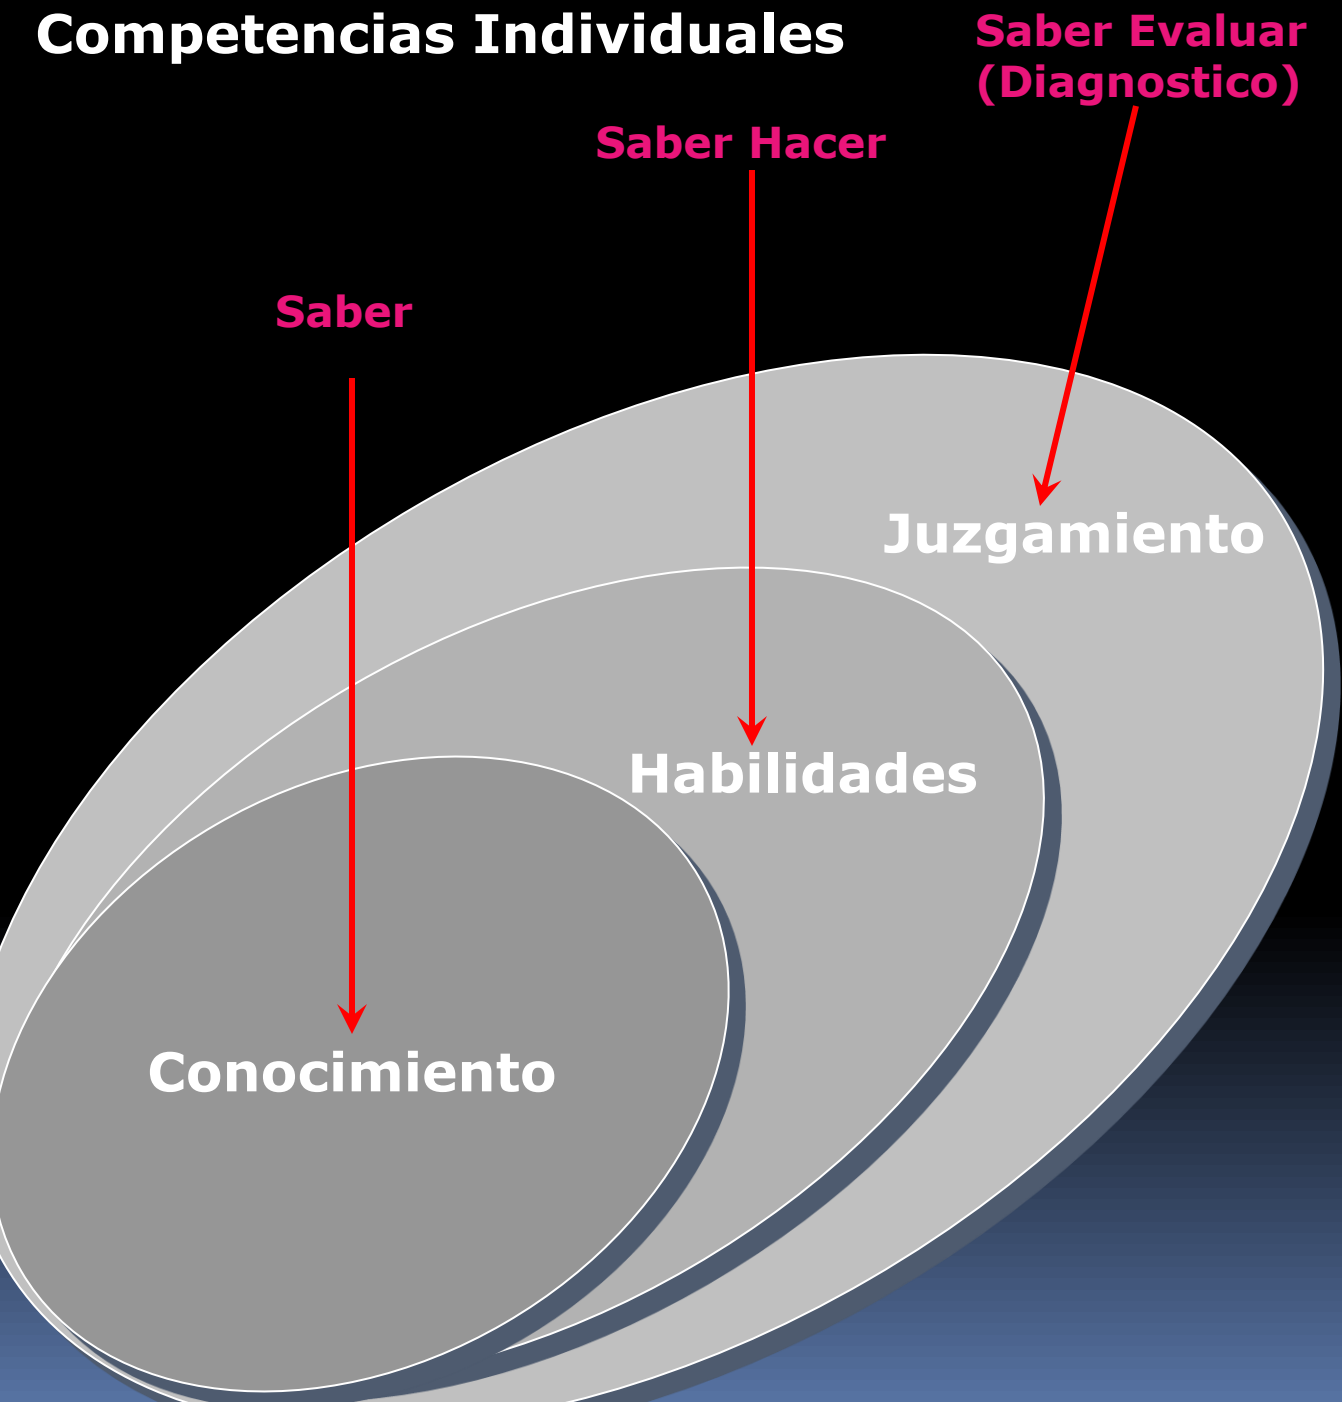 Competencias Individuales
Saber Evaluar
(Diagnostico)
Saber Hacer
Saber
Juzgamiento
Habilidades
Conocimiento